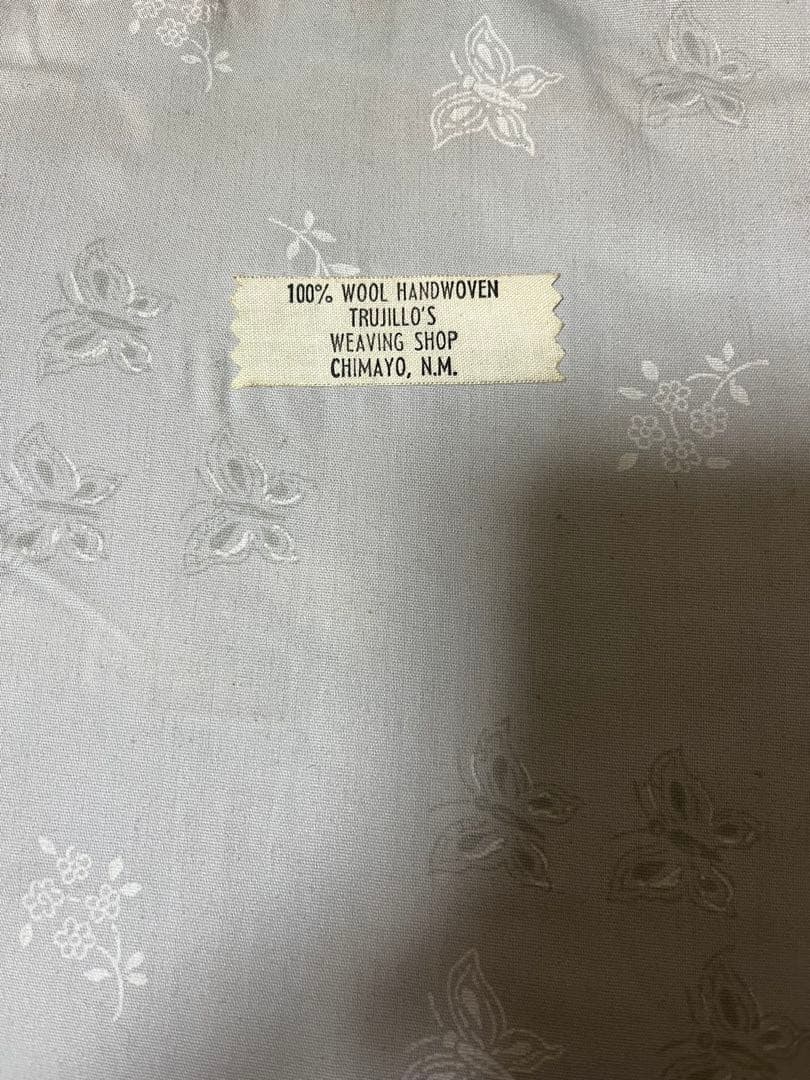 100% WOOL HANDWOVEN
TRUJILLO'S
WEAVING SHOP
CHIMAYO, N.M.